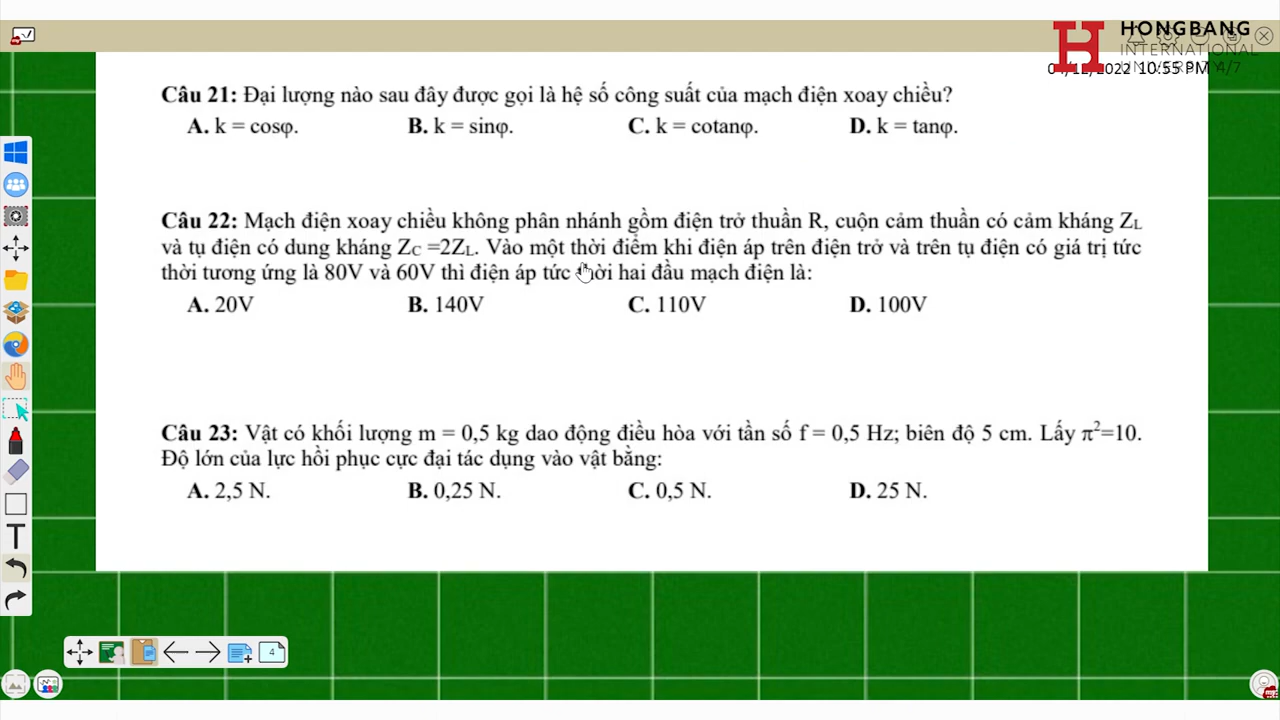 HONGBANG
INTERNATIONAL
10:55 PM 4/7
Câu 21: Đại lượng nào sau đây được gọi là hệ số công suất của mạch điện xoay chiều?
A. k = cosφ. B. k = sinφ. C. k = cotanφ. D. k = tanφ.
Câu 22: Mạch điện xoay chiều không phân nhánh gồm điện trở thuần R, cuộn cảm thuần có cảm kháng ZL
và tụ điện có dung kháng ZC =2ZL. Vào một thời điểm khi điện áp trên điện trở và trên tụ điện có giá trị tức
thời tương ứng là 80V và 60V thì điện áp tức thời hai đầu mạch điện là:
A. 20V B. 140V C. 110V D. 100V
Câu 23: Vật có khối lượng m = 0,5 kg dao động điều hòa với tần số f = 0,5 Hz; biên độ 5 cm. Lấy π²=10.
Độ lớn của lực hồi phục cực đại tác dụng vào vật bằng:
A. 2,5 N. B. 0,25 N. C. 0,5 N. D. 25 N.
T
4